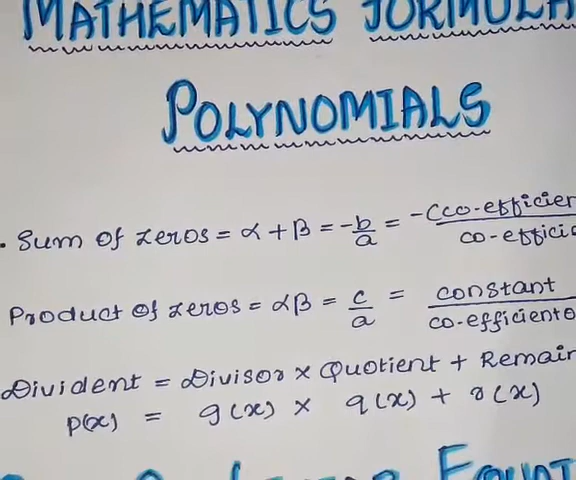 MATHEMATICS FORMULA
POLYNOMIALS
• Sum of zeros = α + β = -b/a = -(co-efficien
co-efficie
Product of zeros = αβ = c/a = constant
co-efficient o
Divident = Divisor × Quotient + Remain
p(x) = g(x) × q(x) + r(x)